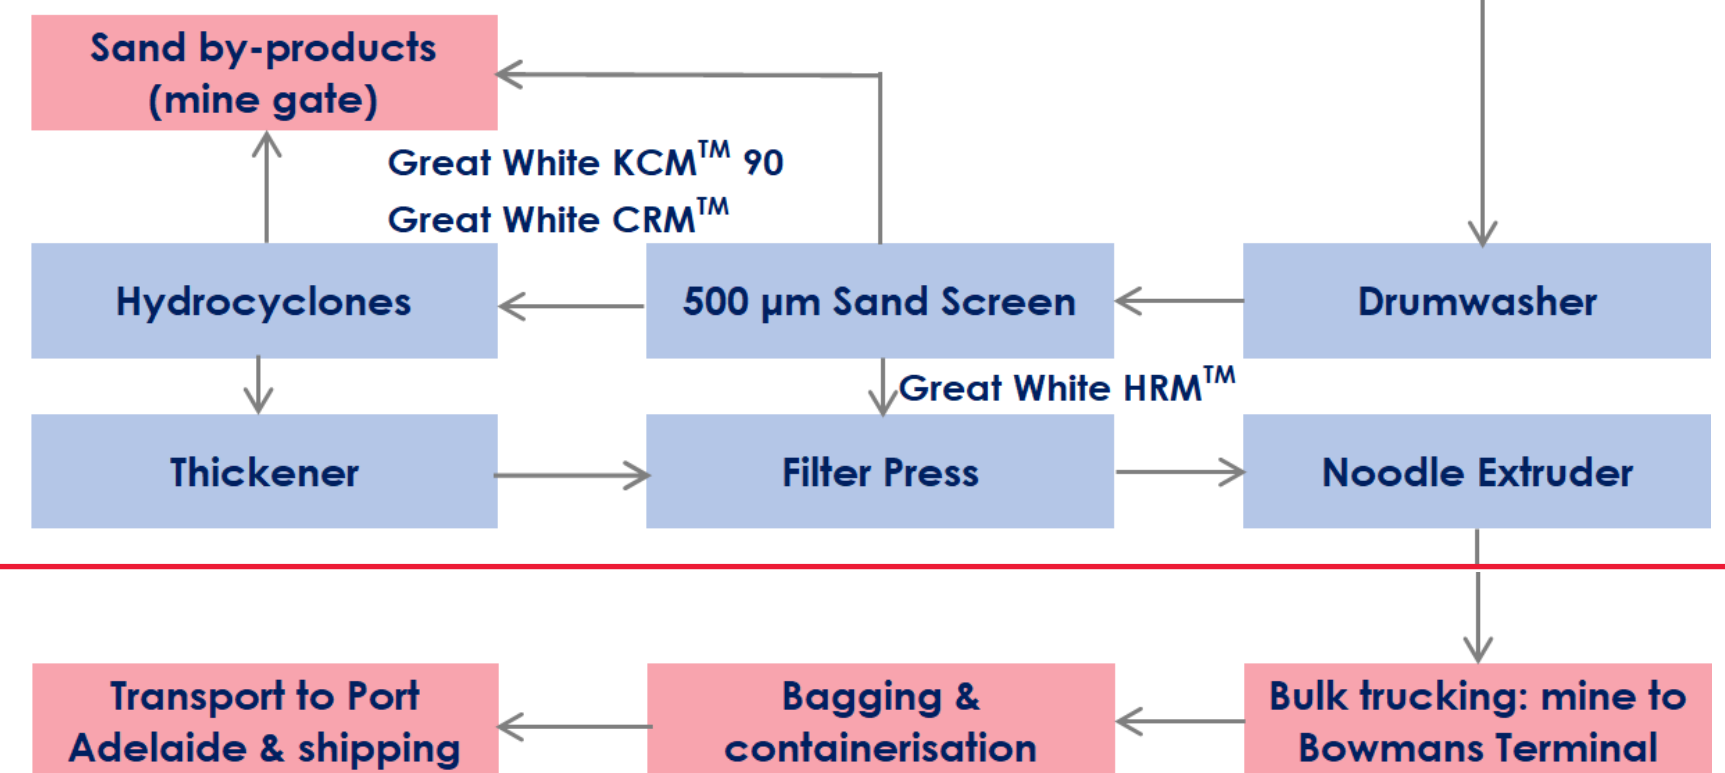 Sand by-products
(mine gate)
Great White KCM™ 90
Great White CRM™
Hydrocyclones
500 µm Sand Screen
Drumwasher
Great White HRM™
Thickener
Filter Press
Noodle Extruder
Transport to Port
Adelaide & shipping
Bagging &
containerisation
Bulk trucking: mine to
Bowmans Terminal